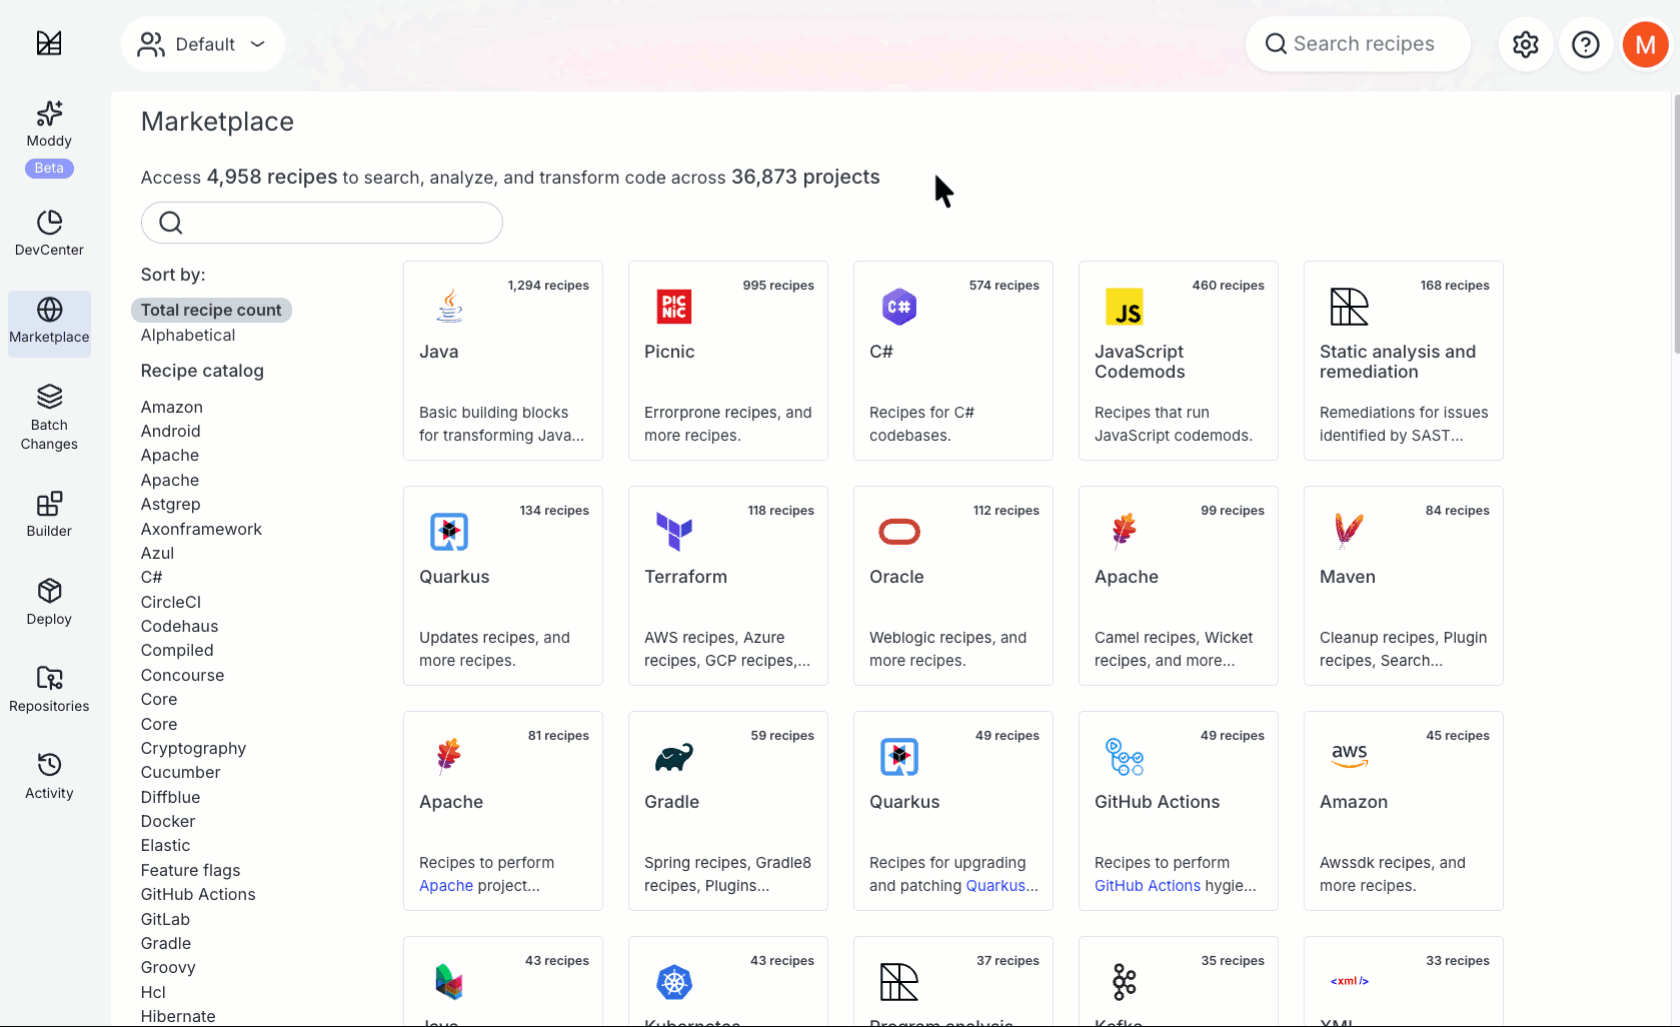 Default
Search recipes
M
Moddy
Beta
DevCenter
Marketplace
Batch
Changes
Builder
Deploy
Repositories
Activity
Marketplace
Access 4,958 recipes to search, analyze, and transform code across 36,873 projects
Sort by:
Total recipe count
Alphabetical
Recipe catalog
Amazon
Android
Apache
Apache
Astgrep
Axonframework
Azul
C#
CircleCI
Codehaus
Compiled
Concourse
Core
Core
Cryptography
Cucumber
Diffblue
Docker
Elastic
Feature flags
GitHub Actions
GitLab
Gradle
Groovy
Hcl
Hibernate
1,294 recipes
Java
Basic building blocks
for transforming Java...
995 recipes
PIC
NIC
Picnic
Errorprone recipes, and
more recipes.
574 recipes
C#
C#
Recipes for C#
codebases.
460 recipes
JS
JavaScript
Codemods
Recipes that run
JavaScript codemods.
168 recipes
Static analysis and
remediation
Remediations for issues
identified by SAST...
134 recipes
Quarkus
Updates recipes, and
more recipes.
118 recipes
Terraform
AWS recipes, Azure
recipes, GCP recipes,...
112 recipes
Oracle
Weblogic recipes, and
more recipes.
99 recipes
Apache
Camel recipes, Wicket
recipes, and more...
84 recipes
Maven
Cleanup recipes, Plugin
recipes, Search...
81 recipes
Apache
Recipes to perform
Apache project...
59 recipes
Gradle
Spring recipes, Gradle8
recipes, Plugins...
49 recipes
Quarkus
Recipes for upgrading
and patching Quarkus...
49 recipes
GitHub Actions
Recipes to perform
GitHub Actions hygie...
45 recipes
aws
Amazon
Awssdk recipes, and
more recipes.
43 recipes
Java
43 recipes
Kubernetes
37 recipes
Program analysis
35 recipes
Kafka
33 recipes
<xml />
XML